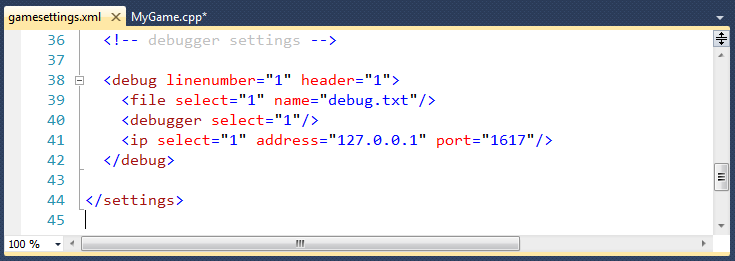 gamesettings.xml MyGame.cpp*
36 <!-- debugger settings -->
37
38 <debug linenumber="1" header="1">
39 <file select="1" name="debug.txt"/>
40 <debugger select="1"/>
41 <ip select="1" address="127.0.0.1" port="1617"/>
42 </debug>
43
44 </settings>
45
100 %